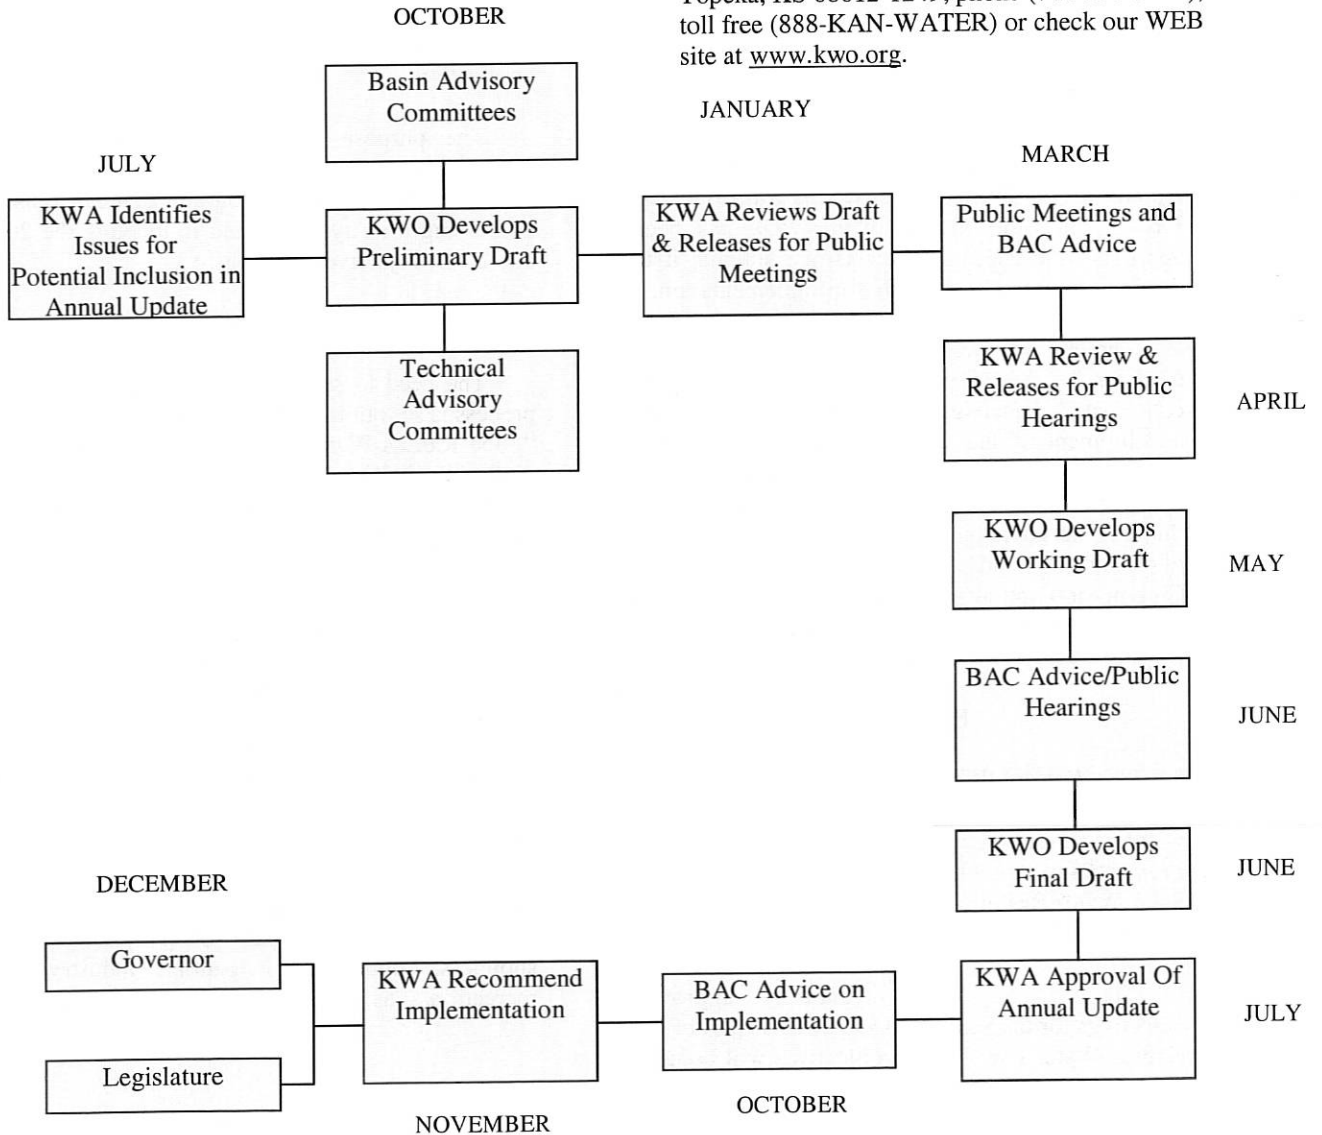 OCTOBER
toll free (888-KAN-WATER) or check our WEB
site at www.kwo.org.
Basin Advisory
Committees
JANUARY
JULY
MARCH
KWA Identifies
Issues for
Potential Inclusion in
Annual Update
KWO Develops
Preliminary Draft
KWA Reviews Draft
& Releases for Public
Meetings
Public Meetings and
BAC Advice
Technical
Advisory
Committees
KWA Review &
Releases for Public
Hearings
APRIL
KWO Develops
Working Draft
MAY
BAC Advice/Public
Hearings
JUNE
KWO Develops
Final Draft
JUNE
KWA Approval Of
Annual Update
JULY
BAC Advice on
Implementation
OCTOBER
KWA Recommend
Implementation
NOVEMBER
DECEMBER
Governor
Legislature